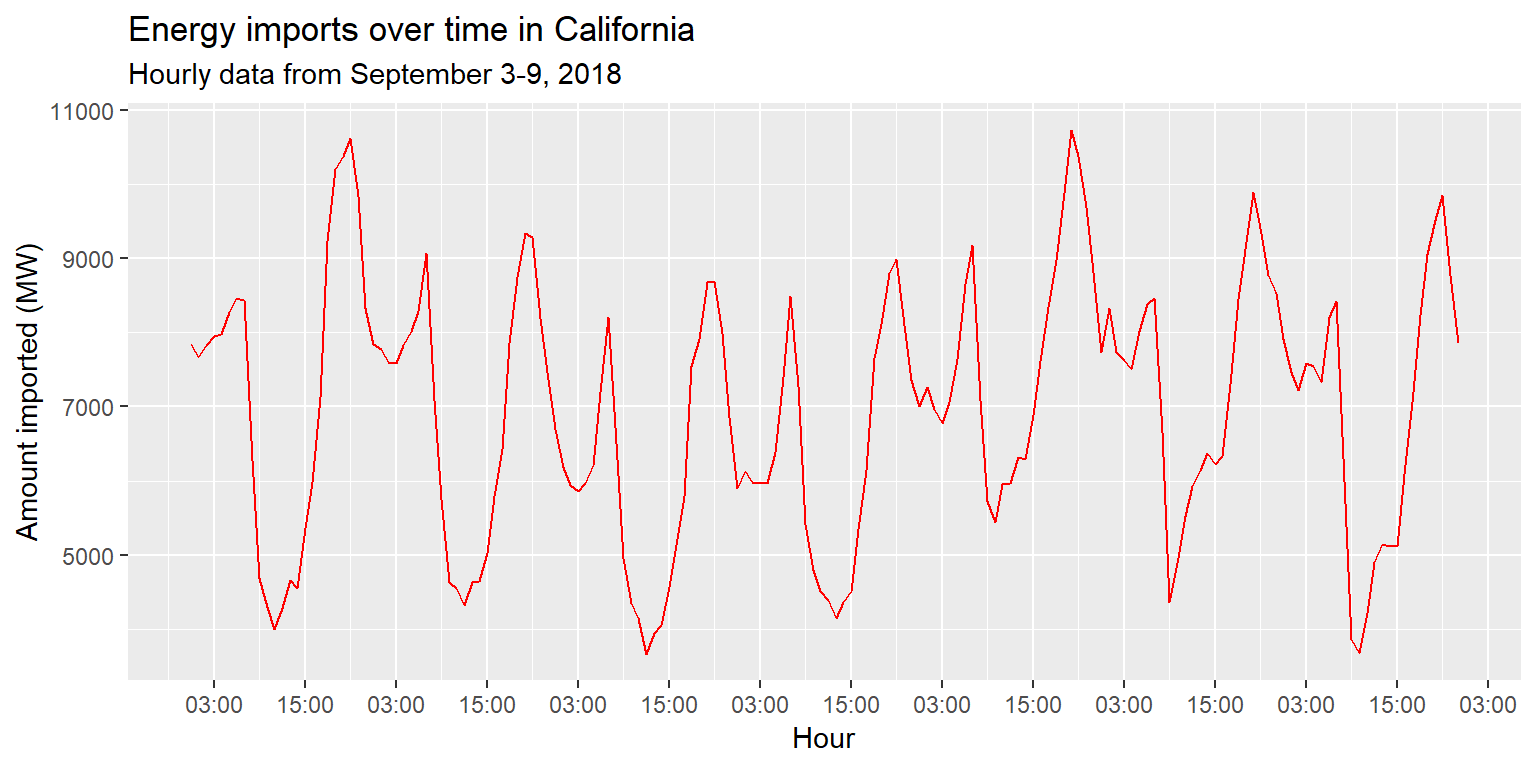 Energy imports over time in California
Hourly data from September 3-9, 2018
11000
9000
7000
5000
Amount imported (MW)
03:00 15:00 03:00 15:00 03:00 15:00 03:00 15:00 03:00 15:00 03:00 15:00 03:00 15:00 03:00
Hour